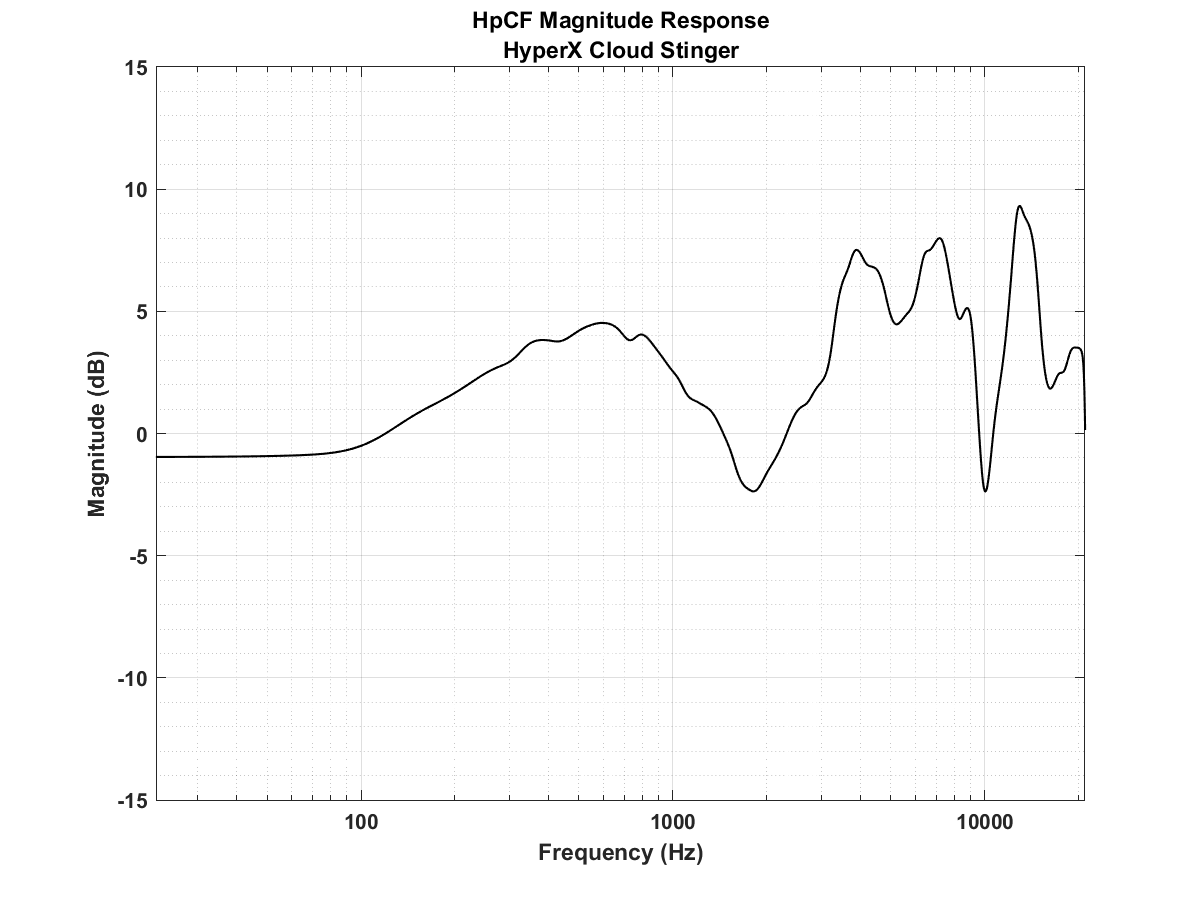 HpCF Magnitude Response
HyperX Cloud Stinger
15
10
5
0
-5
-10
-15
Magnitude (dB)
100
1000
10000
Frequency (Hz)